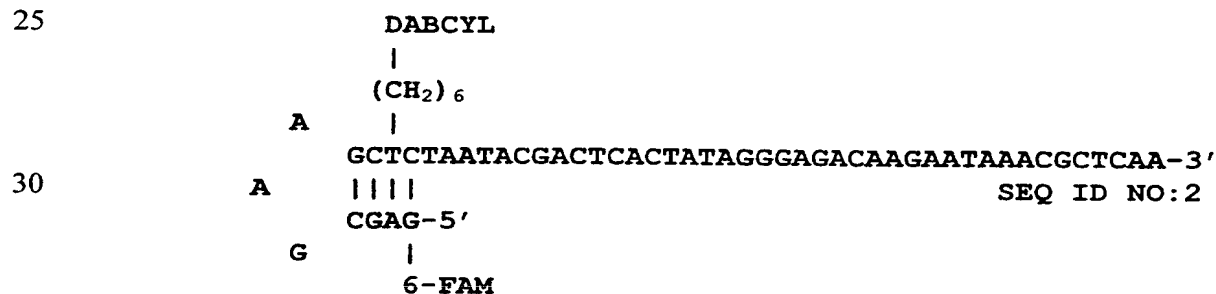 25 DABCYL
|
(CH₂)₆
A |
GCTCTAATACGACTCACTATAGGGAGACAAGAATAAACGCTCAA-3′
30 A |||| SEQ ID NO:2
CGAG-5′
G |
6-FAM